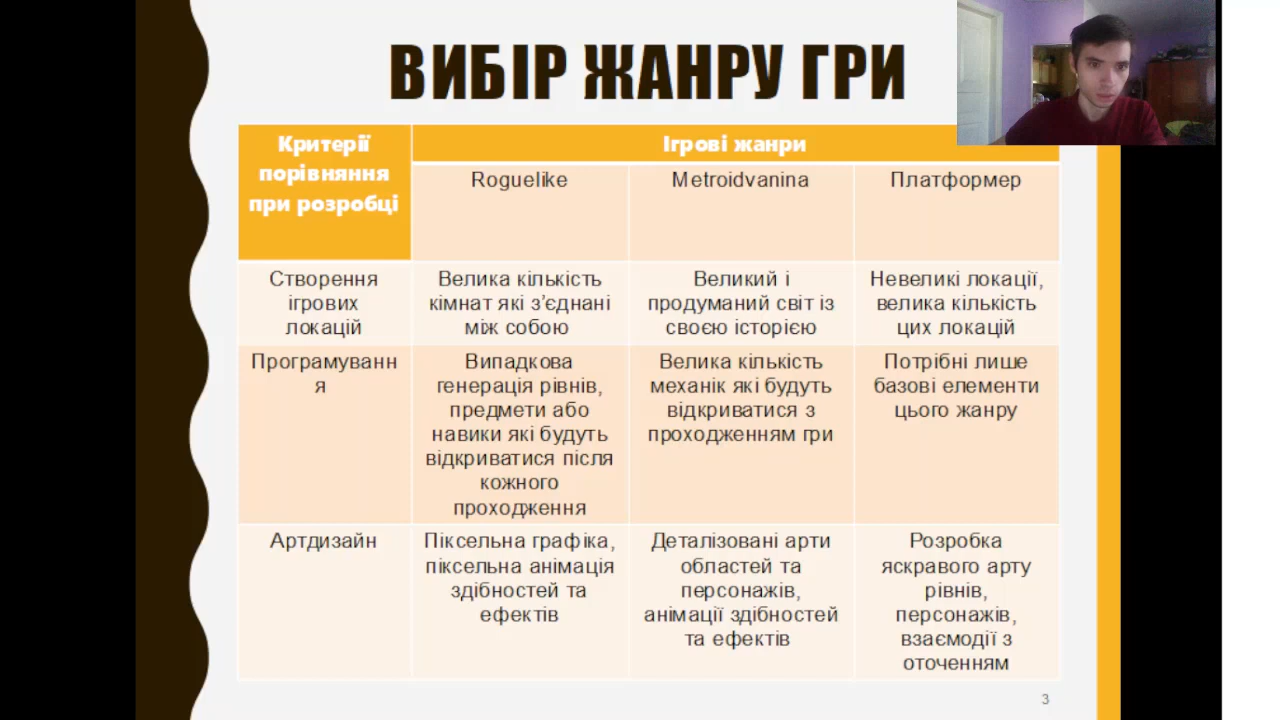 ВИБІР ЖАНРУ ГРИ
Критерії
порівняння
при розробці
Ігрові жанри
Roguelike
Metroidvanina
Платформер
Створення
ігрових
локацій
Велика кількість
кімнат які з’єднані
між собою
Великий і
продуманий світ із
своєю історією
Невеликі локації,
велика кількість
цих локацій
Програмуванн
я
Випадкова
генерація рівнів,
предмети або
навики які будуть
відкриватися після
кожного
проходження
Велика кількість
механік які будуть
відкриватися з
проходженням гри
Потрібні лише
базові елементи
цього жанру
Артдизайн
Піксельна графіка,
піксельна анімація
здібностей та
ефектів
Деталізовані арти
областей та
персонажів,
анімації здібностей
та ефектів
Розробка
яскравого арту
рівнів,
персонажів,
взаємодії з
оточенням
3